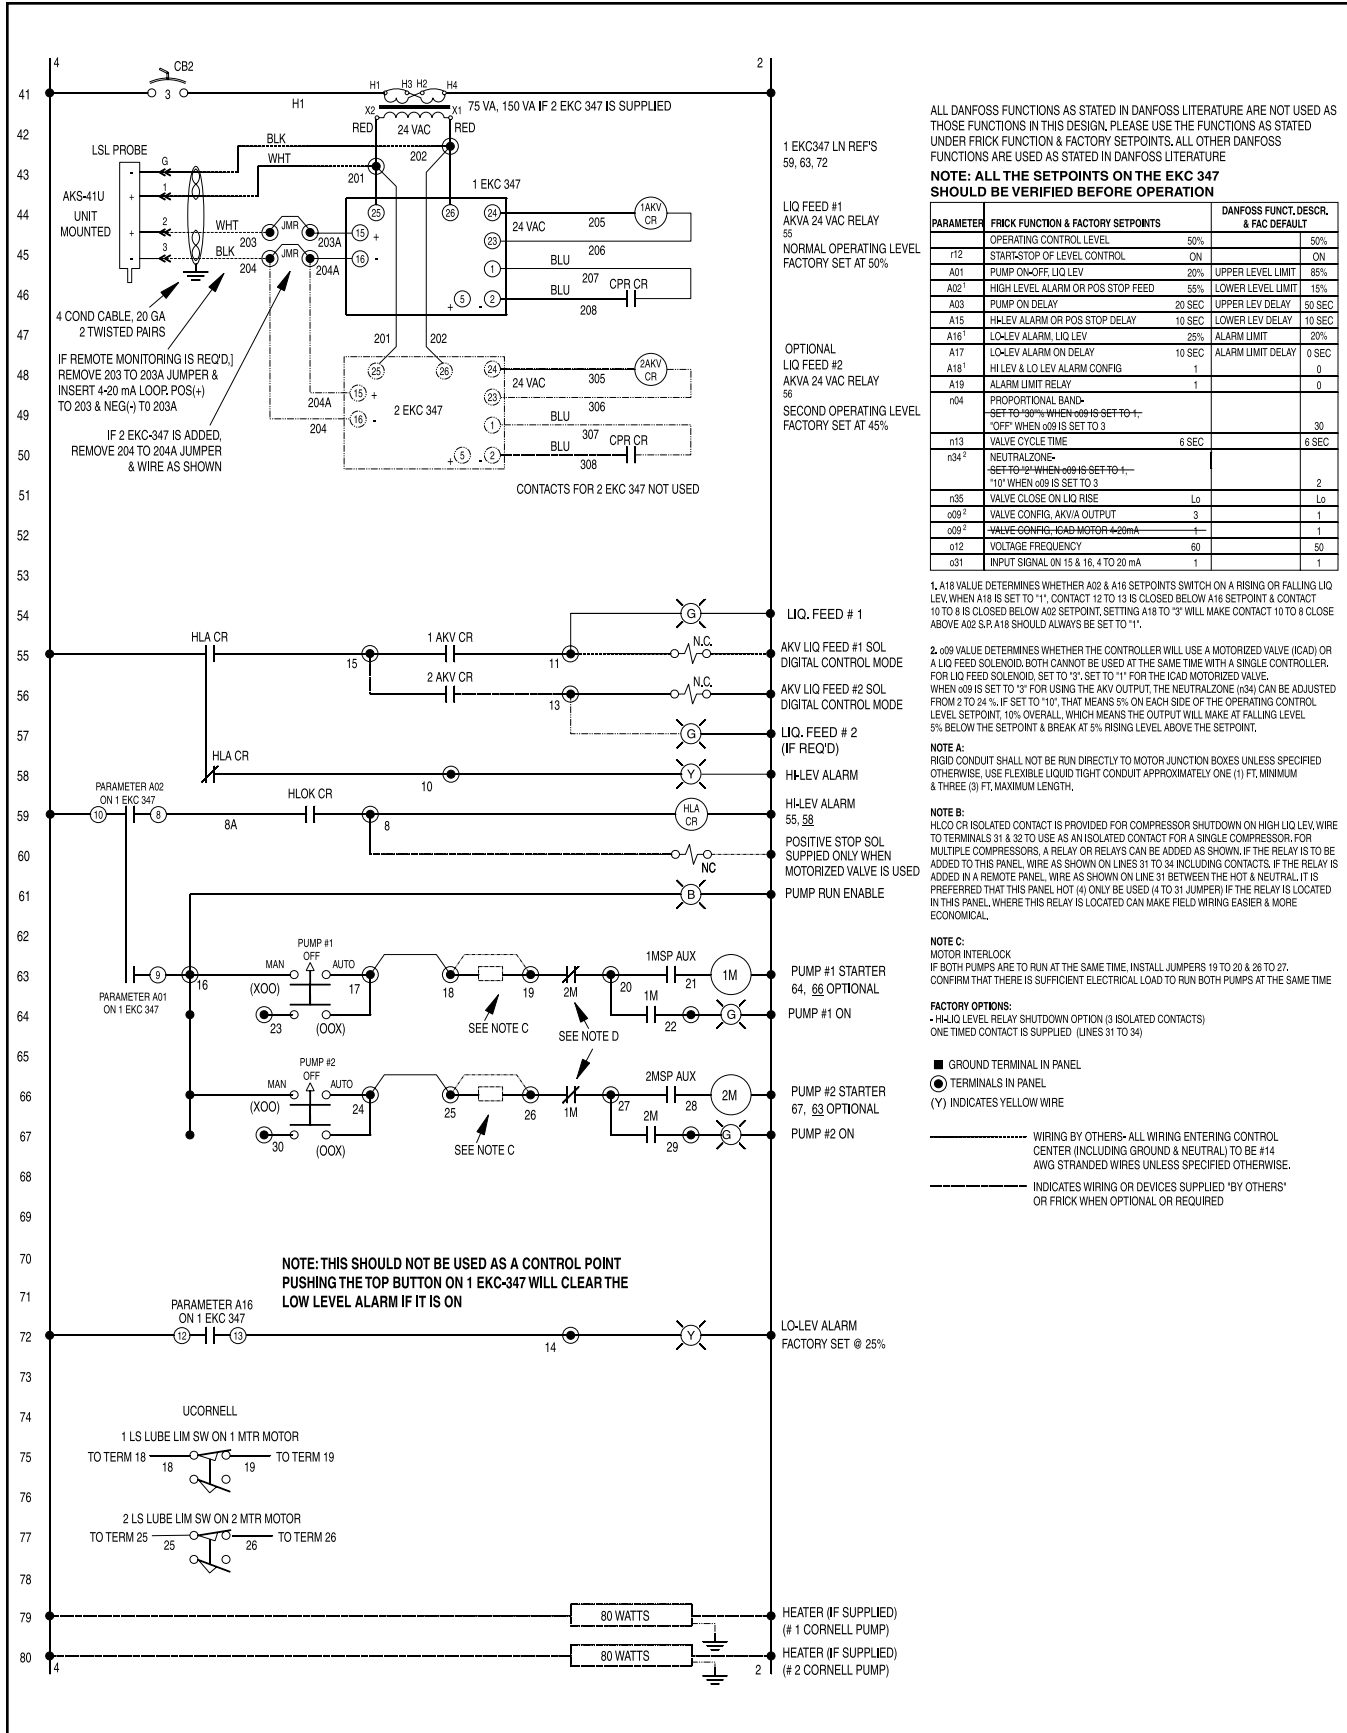 4
CB2
2
41
3
H1
H1 H3 H2 H4
75 VA, 150 VA IF 2 EKC 347 IS SUPPLIED
X2 X1
42
RED 24 VAC RED
BLK
202
1 EKC347 LN REF'S
59, 63, 72
LSL PROBE
G
WHT
43
201
1 EKC 347
- 
AKS-41U
1
+
25 26 24
1AKV
CR
44
UNIT
MOUNTED
2
+
WHT
JMR
203 203A
15 +
24 VAC
205
23
206
LIQ FEED #1
AKVA 24 VAC RELAY
55
NORMAL OPERATING LEVEL
FACTORY SET AT 50%
45
3
-
BLK
JMR
204 204A
16 -
1
BLU
207
46
+ 5 - 2
BLU
208
CPR CR
4 COND CABLE, 20 GA
2 TWISTED PAIRS
47
201 202
IF REMOTE MONITORING IS REQ'D,]
REMOVE 203 TO 203A JUMPER &
INSERT 4-20 mA LOOP. POS(+)
TO 203 & NEG(-) T0 203A
OPTIONAL
LIQ FEED #2
AKVA 24 VAC RELAY
56
SECOND OPERATING LEVEL
FACTORY SET AT 45%
48
25 26 24
24 VAC
305
2AKV
CR
15 +
204A
2 EKC 347
23
306
49
16 -
204
1
BLU
307
IF 2 EKC-347 IS ADDED,
REMOVE 204 TO 204A JUMPER
& WIRE AS SHOWN
50
+ 5 - 2
BLU
308
CPR CR
51
CONTACTS FOR 2 EKC 347 NOT USED
52
53
54
G
LIQ. FEED # 1
55
HLA CR
15
1 AKV CR
11
N.C.
AKV LIQ FEED #1 SOL
DIGITAL CONTROL MODE
56
2 AKV CR
13
N.C.
AKV LIQ FEED #2 SOL
DIGITAL CONTROL MODE
57
G
LIQ. FEED # 2
(IF REQ'D)
58
HLA CR
10
Y
HI-LEV ALARM
PARAMETER A02
ON 1 EKC 347
59
10 8
8A
HLOK CR
8
HLA
CR
HI-LEV ALARM
55, 58
60
NC
POSITIVE STOP SOL
SUPPIED ONLY WHEN
MOTORIZED VALVE IS USED
61
B
PUMP RUN ENABLE
62
PUMP #1
OFF
63
9
16
MAN AUTO
(XOO)
17
18
19
2M
20
1MSP AUX
21
1M
PUMP #1 STARTER
64, 66 OPTIONAL
PARAMETER A01
ON 1 EKC 347
64
23
(OOX)
SEE NOTE C
SEE NOTE D
1M
22
G
PUMP #1 ON
65
PUMP #2
OFF
66
MAN AUTO
(XOO)
24
25
26
1M
27
2MSP AUX
28
2M
PUMP #2 STARTER
67, 63 OPTIONAL
67
30
(OOX)
SEE NOTE C
2M
29
G
PUMP #2 ON
68
69
70
71
NOTE: THIS SHOULD NOT BE USED AS A CONTROL POINT
PUSHING THE TOP BUTTON ON 1 EKC-347 WILL CLEAR THE
LOW LEVEL ALARM IF IT IS ON
PARAMETER A16
ON 1 EKC 347
72
12 13
14
Y
LO-LEV ALARM
FACTORY SET @ 25%
73
74
UCORNELL
1 LS LUBE LIM SW ON 1 MTR MOTOR
75
TO TERM 18
18
19
TO TERM 19
76
2 LS LUBE LIM SW ON 2 MTR MOTOR
77
TO TERM 25
25
26
TO TERM 26
78
79
80 WATTS
HEATER (IF SUPPLIED)
(# 1 CORNELL PUMP)
80
4
80 WATTS
2
HEATER (IF SUPPLIED)
(# 2 CORNELL PUMP)
ALL DANFOSS FUNCTIONS AS STATED IN DANFOSS LITERATURE ARE NOT USED AS
THOSE FUNCTIONS IN THIS DESIGN. PLEASE USE THE FUNCTIONS AS STATED
UNDER FRICK FUNCTION & FACTORY SETPOINTS. ALL OTHER DANFOSS
FUNCTIONS ARE USED AS STATED IN DANFOSS LITERATURE
NOTE: ALL THE SETPOINTS ON THE EKC 347
SHOULD BE VERIFIED BEFORE OPERATION
PARAMETER FRICK FUNCTION & FACTORY SETPOINTS DANFOSS FUNCT. DESCR.
& FAC DEFAULT
OPERATING CONTROL LEVEL 50% 50%
r12 START-STOP OF LEVEL CONTROL ON ON
A01 PUMP ON-OFF, LIQ LEV 20% UPPER LEVEL LIMIT 85%
A02¹ HIGH LEVEL ALARM OR POS STOP FEED 55% LOWER LEVEL LIMIT 15%
A03 PUMP ON DELAY 20 SEC UPPER LEV DELAY 50 SEC
A15 HI-LEV ALARM OR POS STOP DELAY 10 SEC LOWER LEV DELAY 10 SEC
A16¹ LO-LEV ALARM, LIQ LEV 25% ALARM LIMIT 20%
A17 LO-LEV ALARM ON DELAY 10 SEC ALARM LIMIT DELAY 0 SEC
A18¹ HI LEV & LO LEV ALARM CONFIG 1 0
A19 ALARM LIMIT RELAY 1 0
n04 PROPORTIONAL BAND-
SET TO "30"% WHEN o09 IS SET TO 1,
"OFF" WHEN o09 IS SET TO 3 30
n13 VALVE CYCLE TIME 6 SEC 6 SEC
n34 ² NEUTRALZONE-
SET TO "2" WHEN o09 IS SET TO 1,
"10" WHEN o09 IS SET TO 3 2
n35 VALVE CLOSE ON LIQ RISE Lo Lo
o09 ² VALVE CONFIG, AKV/A OUTPUT 3 1
o09 ² VALVE CONFIG, ICAD MOTOR 4-20mA 1 1
o12 VOLTAGE FREQUENCY 60 50
o31 INPUT SIGNAL ON 15 & 16, 4 TO 20 mA 1 1
1. A18 VALUE DETERMINES WHETHER A02 & A16 SETPOINTS SWITCH ON A RISING OR FALLING LIQ
LEV. WHEN A18 IS SET TO "1", CONTACT 12 TO 13 IS CLOSED BELOW A16 SETPOINT & CONTACT
10 TO 8 IS CLOSED BELOW A02 SETPOINT, SETTING A18 TO "3" WILL MAKE CONTACT 10 TO 8 CLOSE
ABOVE A02 S.P. A18 SHOULD ALWAYS BE SET TO "1".
2. o09 VALUE DETERMINES WHETHER THE CONTROLLER WILL USE A MOTORIZED VALVE (ICAD) OR
A LIQ FEED SOLENOID. BOTH CANNOT BE USED AT THE SAME TIME WITH A SINGLE CONTROLLER.
FOR LIQ FEED SOLENOID, SET TO "3". SET TO "1" FOR THE ICAD MOTORIZED VALVE.
WHEN o09 IS SET TO "3" FOR USING THE AKV OUTPUT, THE NEUTRALZONE (n34) CAN BE ADJUSTED
FROM 2 TO 24 %. IF SET TO "10", THAT MEANS 5% ON EACH SIDE OF THE OPERATING CONTROL
LEVEL SETPOINT, 10% OVERALL, WHICH MEANS THE OUTPUT WILL MAKE AT FALLING LEVEL
5% BELOW THE SETPOINT & BREAK AT 5% RISING LEVEL ABOVE THE SETPOINT.
NOTE A:
RIGID CONDUIT SHALL NOT BE RUN DIRECTLY TO MOTOR JUNCTION BOXES UNLESS SPECIFIED
OTHERWISE, USE FLEXIBLE LIQUID TIGHT CONDUIT APPROXIMATELY ONE (1) FT. MINIMUM
& THREE (3) FT. MAXIMUM LENGTH.
NOTE B:
HLCO CR ISOLATED CONTACT IS PROVIDED FOR COMPRESSOR SHUTDOWN ON HIGH LIQ LEV. WIRE
TO TERMINALS 31 & 32 TO USE AS AN ISOLATED CONTACT FOR A SINGLE COMPRESSOR. FOR
MULTIPLE COMPRESSORS, A RELAY OR RELAYS CAN BE ADDED AS SHOWN. IF THE RELAY IS TO BE
ADDED TO THIS PANEL, WIRE AS SHOWN ON LINES 31 TO 34 INCLUDING CONTACTS. IF THE RELAY IS
ADDED IN A REMOTE PANEL, WIRE AS SHOWN ON LINE 31 BETWEEN THE HOT & NEUTRAL. IT IS
PREFERRED THAT THIS PANEL HOT (4) ONLY BE USED (4 TO 31 JUMPER) IF THE RELAY IS LOCATED
IN THIS PANEL. WHERE THIS RELAY IS LOCATED CAN MAKE FIELD WIRING EASIER & MORE
ECONOMICAL.
NOTE C:
MOTOR INTERLOCK
IF BOTH PUMPS ARE TO RUN AT THE SAME TIME, INSTALL JUMPERS 19 TO 20 & 26 TO 27.
CONFIRM THAT THERE IS SUFFICIENT ELECTRICAL LOAD TO RUN BOTH PUMPS AT THE SAME TIME
FACTORY OPTIONS:
- HI-LIQ LEVEL RELAY SHUTDOWN OPTION (3 ISOLATED CONTACTS)
ONE TIMED CONTACT IS SUPPLIED (LINES 31 TO 34)
GROUND TERMINAL IN PANEL
TERMINALS IN PANEL
(Y) INDICATES YELLOW WIRE
WIRING BY OTHERS- ALL WIRING ENTERING CONTROL
CENTER (INCLUDING GROUND & NEUTRAL) TO BE #14
AWG STRANDED WIRES UNLESS SPECIFIED OTHERWISE.
INDICATES WIRING OR DEVICES SUPPLIED "BY OTHERS"
OR FRICK WHEN OPTIONAL OR REQUIRED